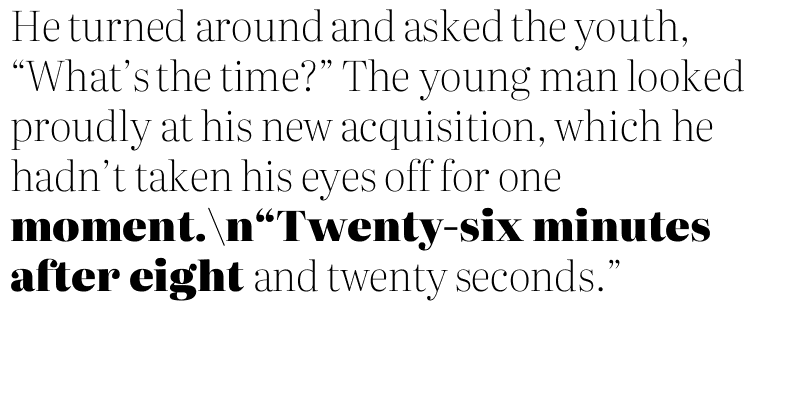 He turned around and asked the youth,
“What’s the time?” The young man looked
proudly at his new acquisition, which he
hadn’t taken his eyes off for one
moment.\n“Twenty-six minutes
after eight and twenty seconds.”